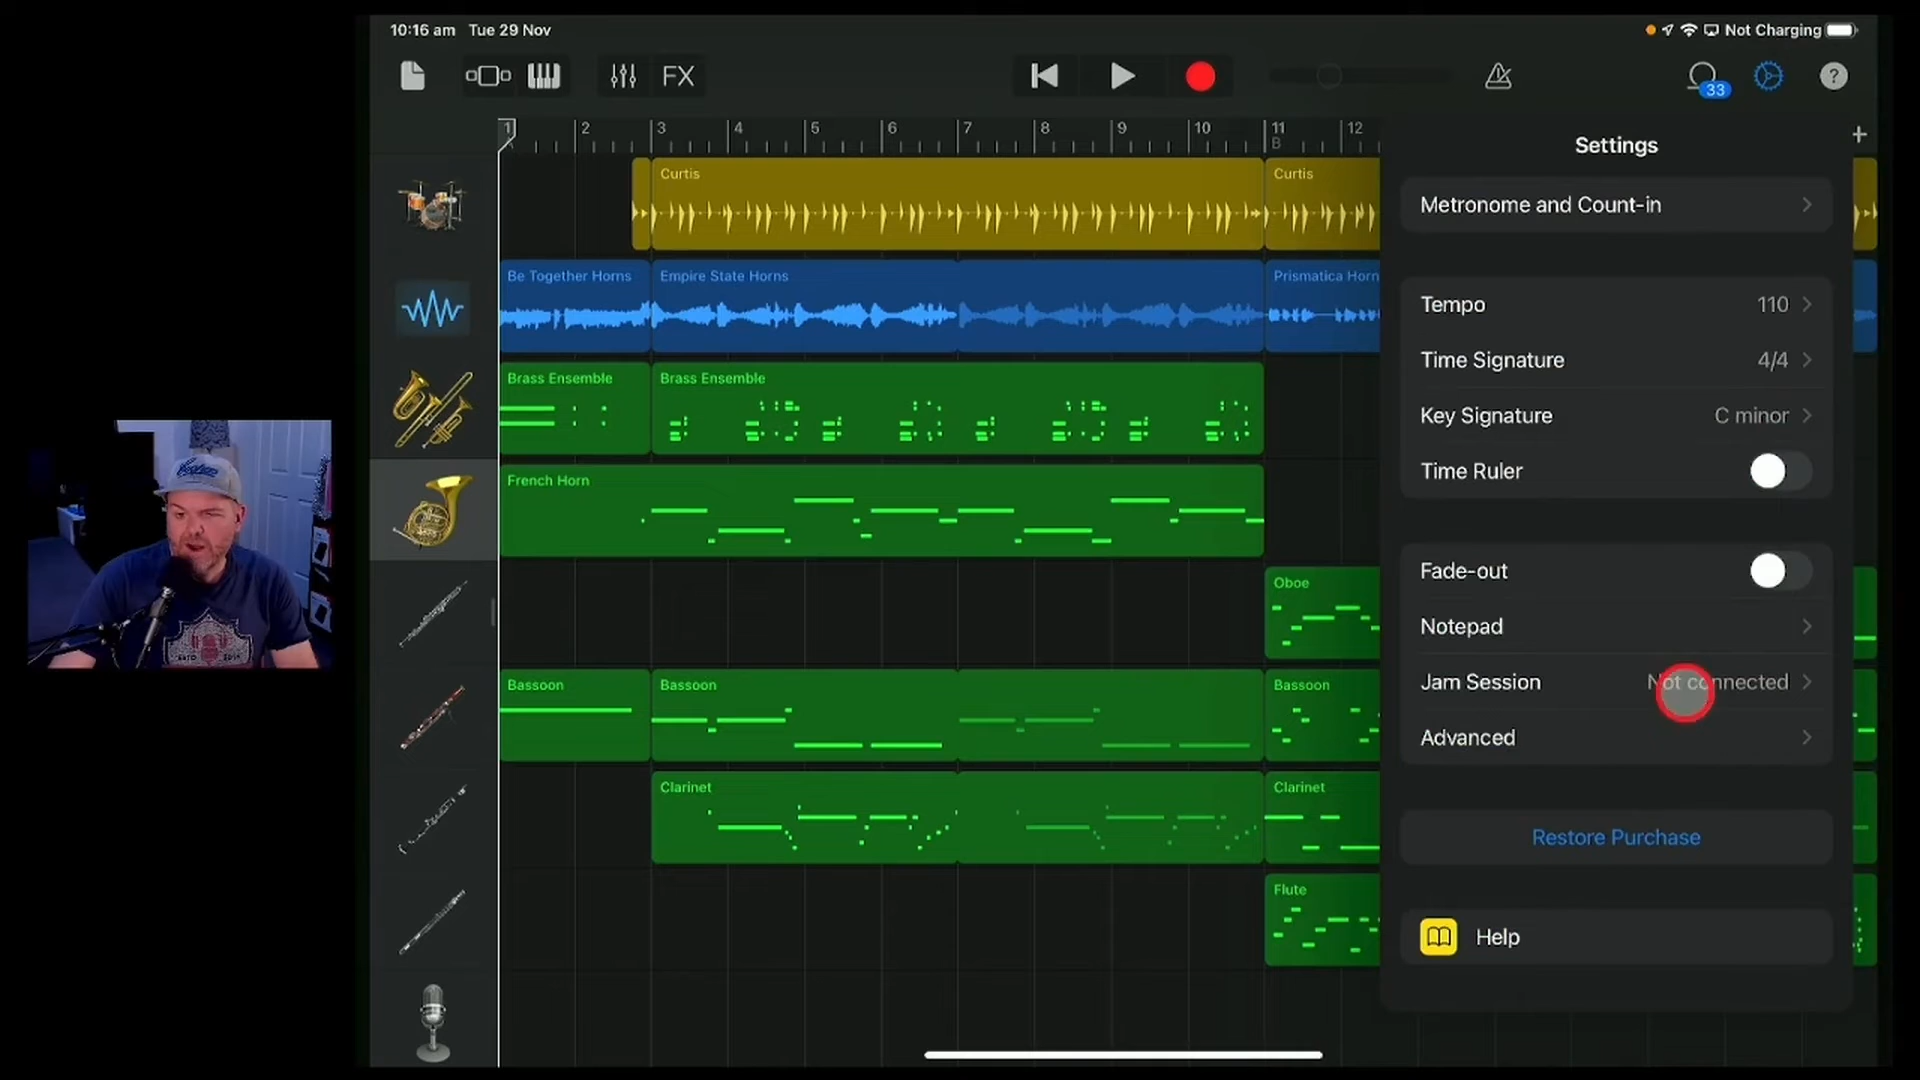 10:16 am Tue 29 Nov
Not Charging
FX
33
?
1 2 3 4 5 6 7 8 9 10 11 12
B
Settings
Curtis
Curtis
Metronome and Count-in
Be Together Horns
Empire State Horns
Prismatica Horn
Tempo 110
Time Signature 4/4
Brass Ensemble
Brass Ensemble
Key Signature C minor
Time Ruler
French Horn
Fade-out
Oboe
Notepad
Bassoon
Bassoon
Bassoon
Jam Session Not connected
Advanced
Clarinet
Clarinet
Restore Purchase
Flute
Help